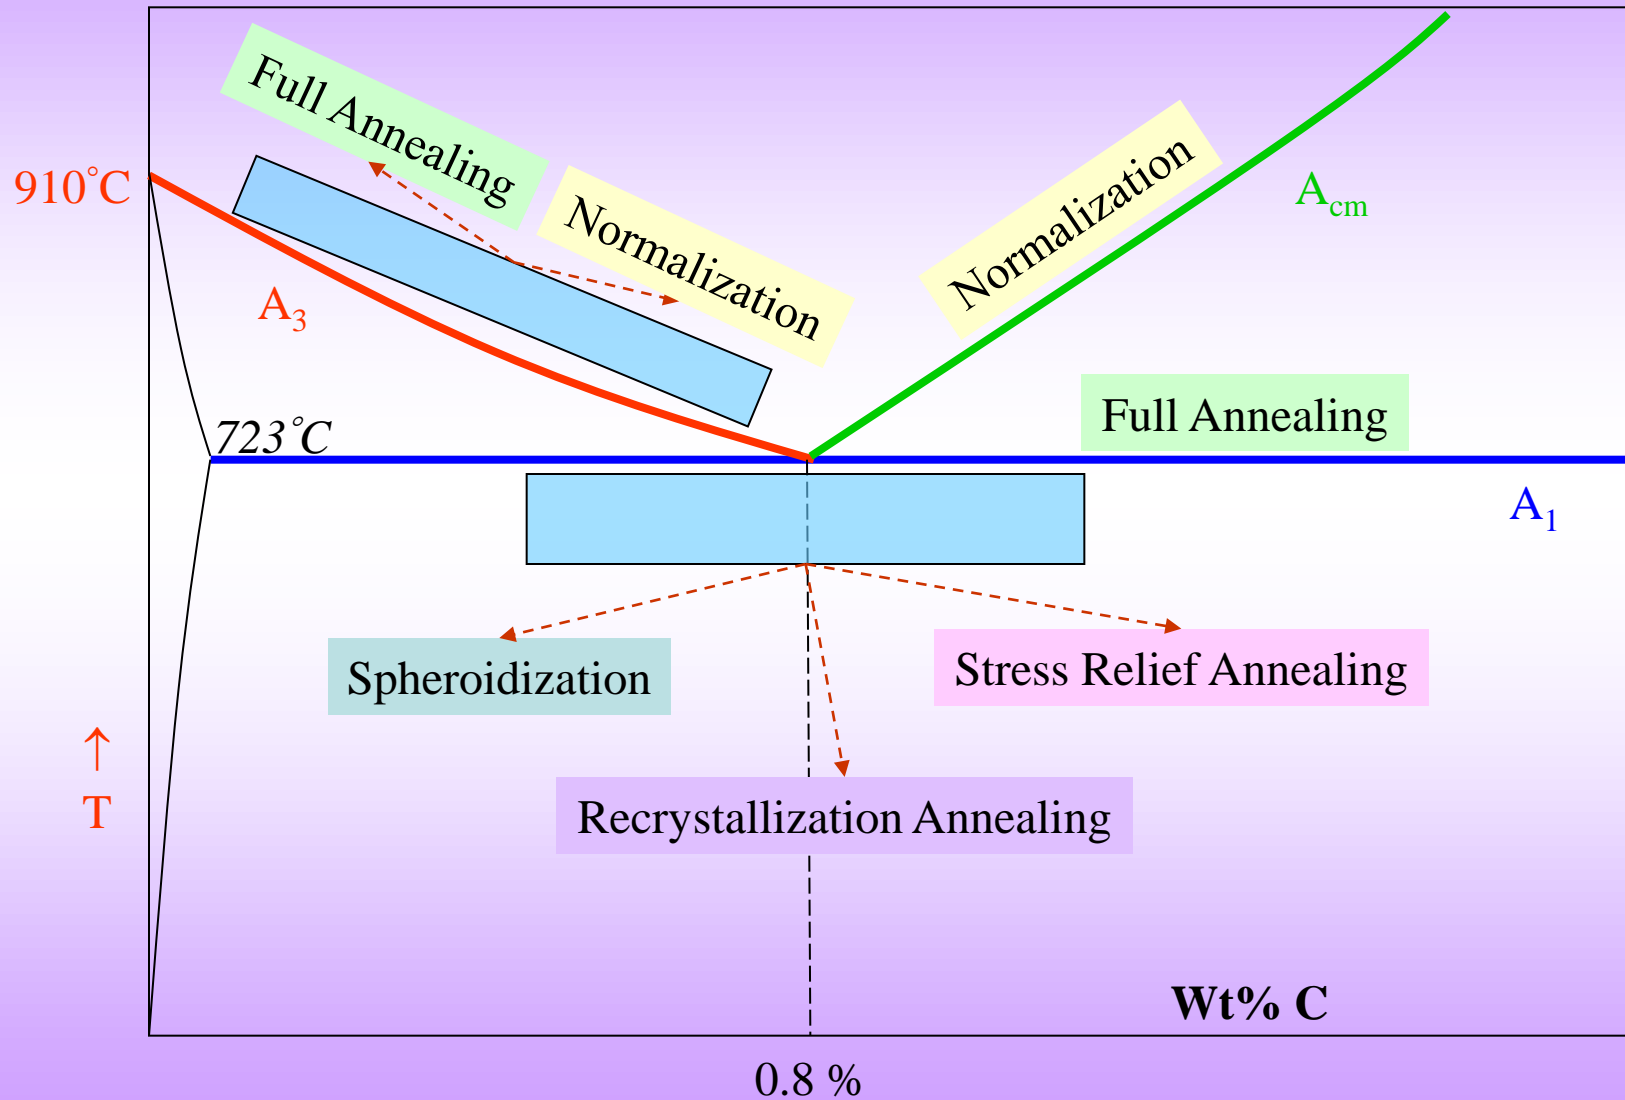 Full Annealing
Normalization
Normalization
910°C
A₃
A_cm
723°C
Full Annealing
A₁
Spheroidization
Stress Relief Annealing
↑
T
Recrystallization Annealing
Wt% C
0.8 %